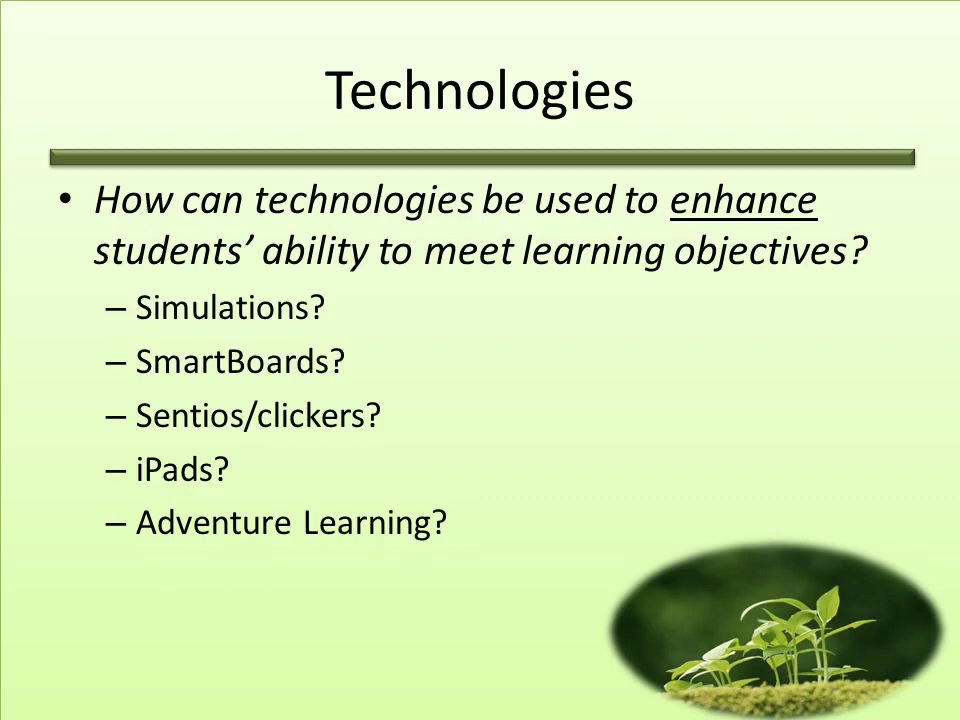 Technologies
• How can technologies be used to enhance
students’ ability to meet learning objectives?
– Simulations?
– SmartBoards?
– Sentios/clickers?
– iPads?
– Adventure Learning?